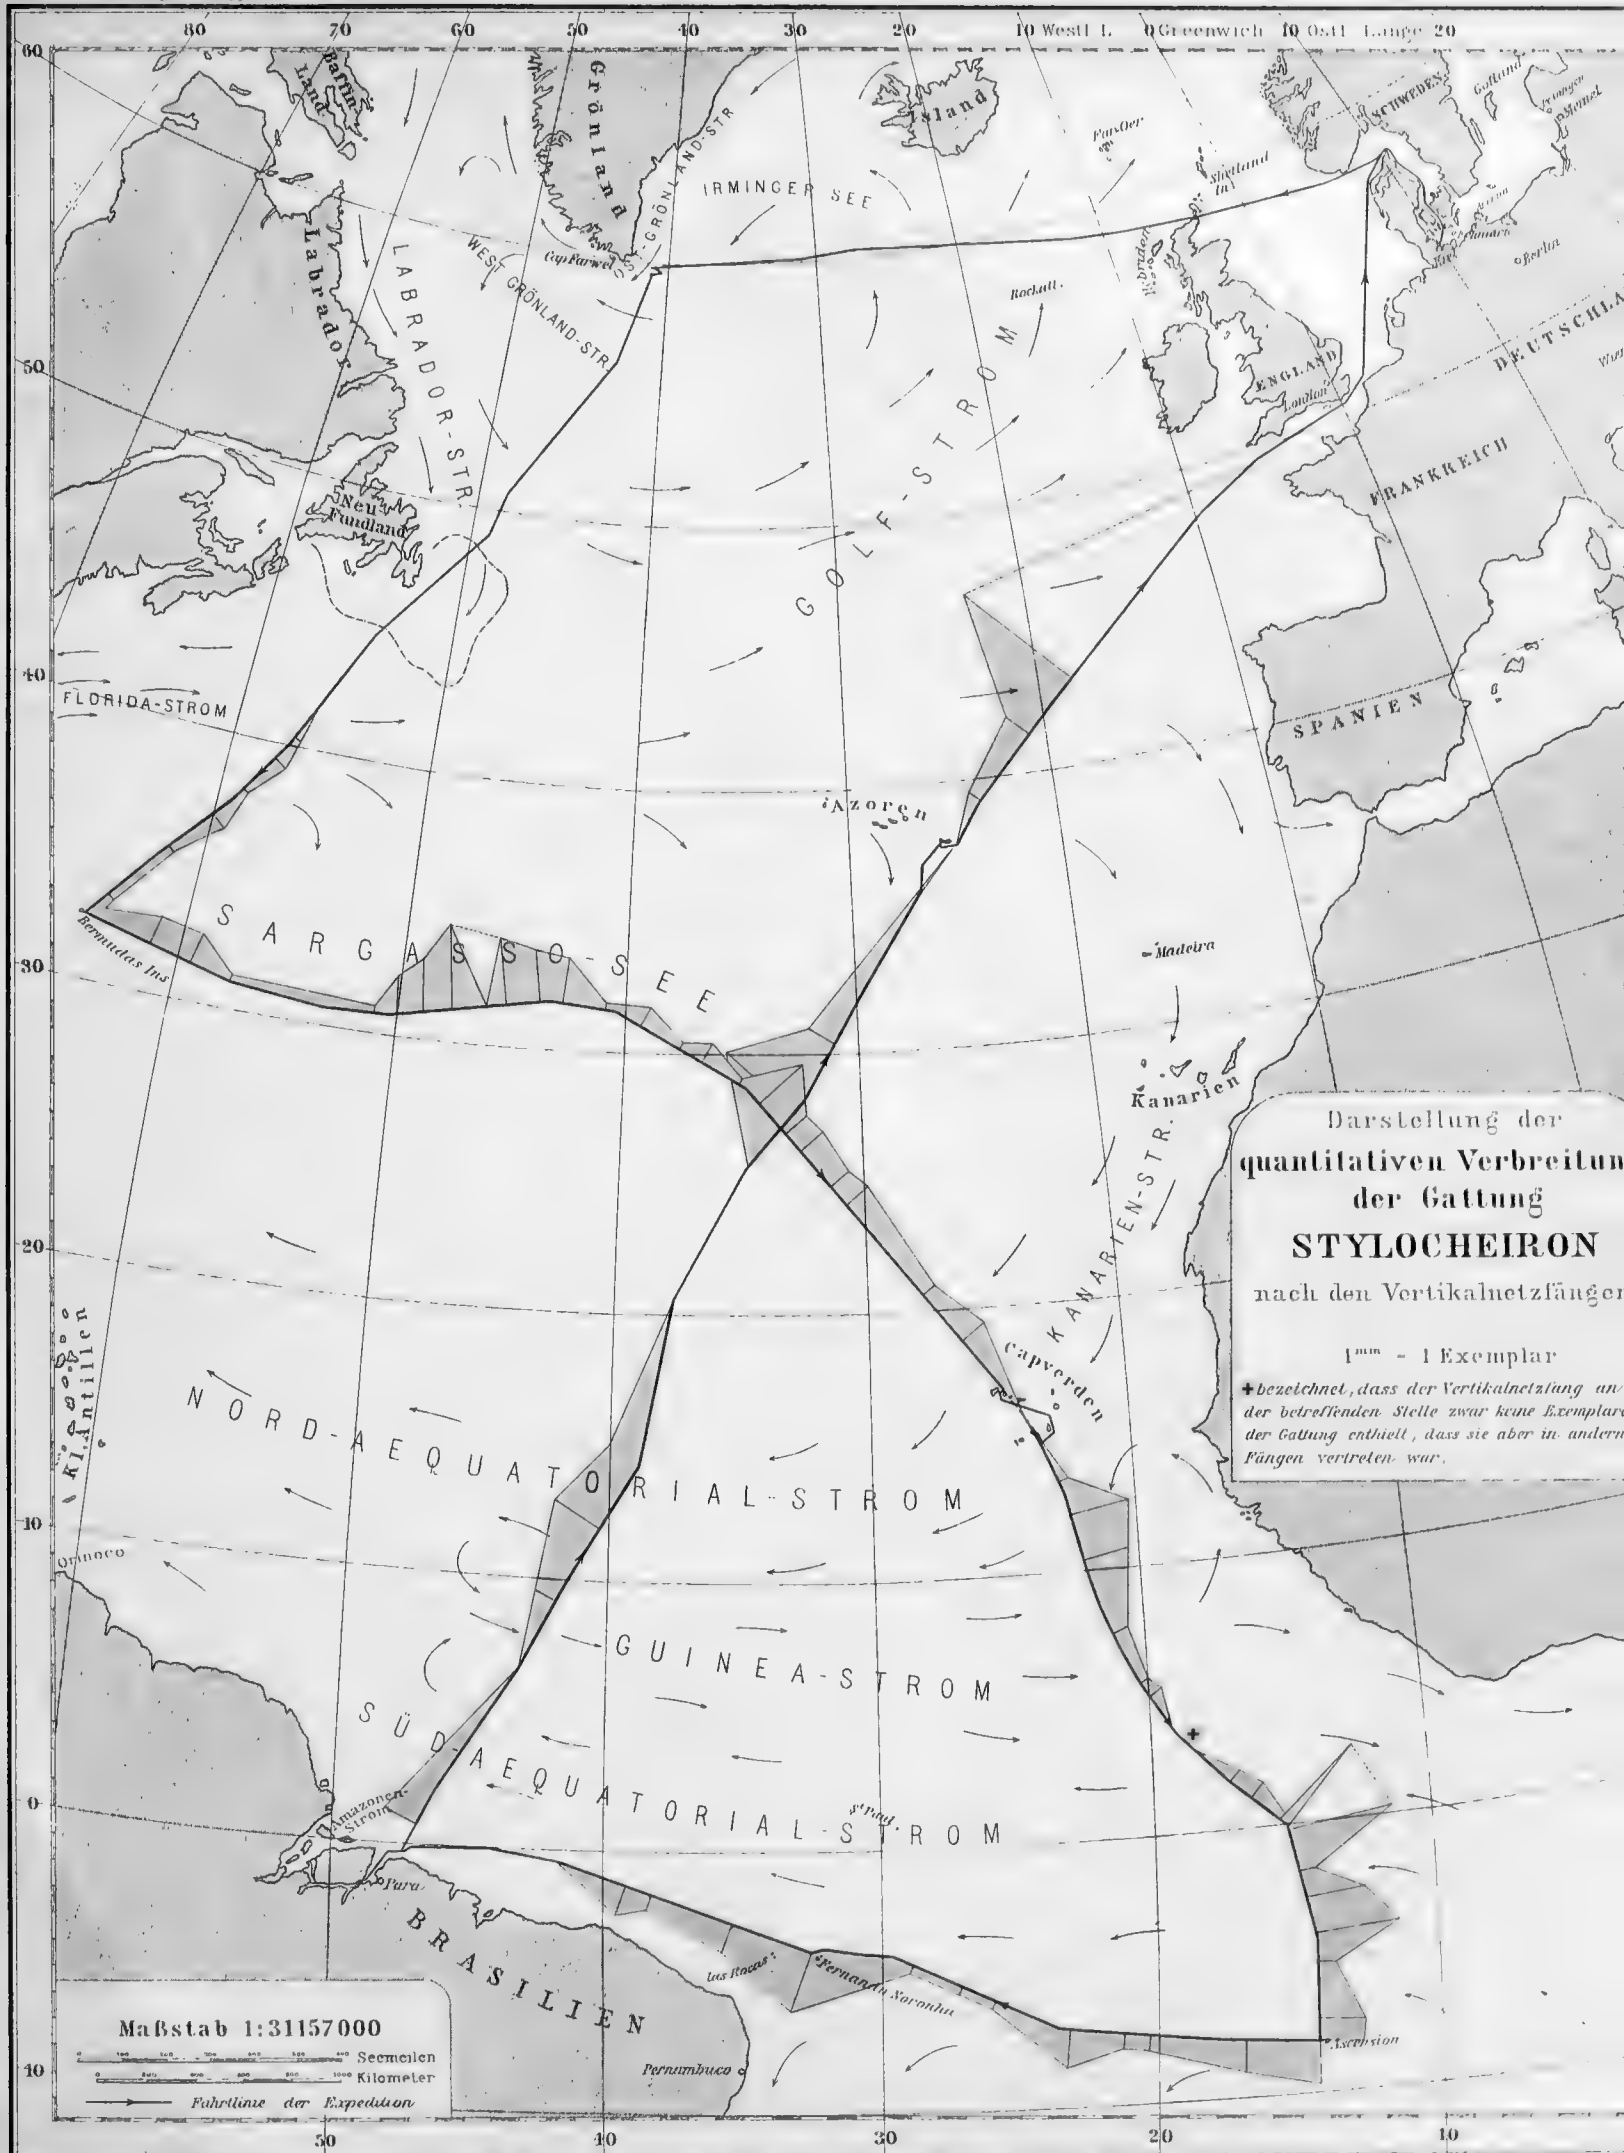 80 70 60 50 40 30 20 10 Westl L. 0 Greenwich 10 Östl Länge 20
60
50
40
30
20
10
0
10
50 40 30 20 10
Baffin
Land
Grönland
Island
Shetland
In
SCHWEDEN
Gotland
Memel
Labrador
LABRADOR-STR.
WEST GRÖNLAND-STR.
OST-GRÖNLAND-STR
Cap Farwel
IRMINGER SEE
Hebriden
Rockall.
Berlin
DEUTSCHLA
ENGLAND
London
FRANKREICH
Neu-
Fundland
GOLF-STROM
FLORIDA-STROM
SPANIEN
Azoren
Bermudas Ins
SARGASSO-SEE
Madeira
Kanarien
KANARIEN-STR.
Darstellung der
quantitativen Verbreitun
der Gattung
STYLOCHEIRON
nach den Vertikalnetzfänger
1mm - 1 Exemplar
+ bezeichnet, dass der Vertikalnetzfang an
der betreffenden Stelle zwar keine Exemplare
der Gattung enthielt, dass sie aber in andern
Fängen vertreten war.
Kl. Antillen
Capverden
NORD-AEQUATORIAL-STROM
Orinoco
GUINEA-STROM
SÜD-AEQUATORIAL-STROM
Amazonen-
Strom
St Paul.
Para
BRASILIEN
las Rocas
Fernando Noronha
Ascension
Pernambuco
Maßstab 1:31157000
Seemeilen
Kilometer
Fahrtlinie der Expedition